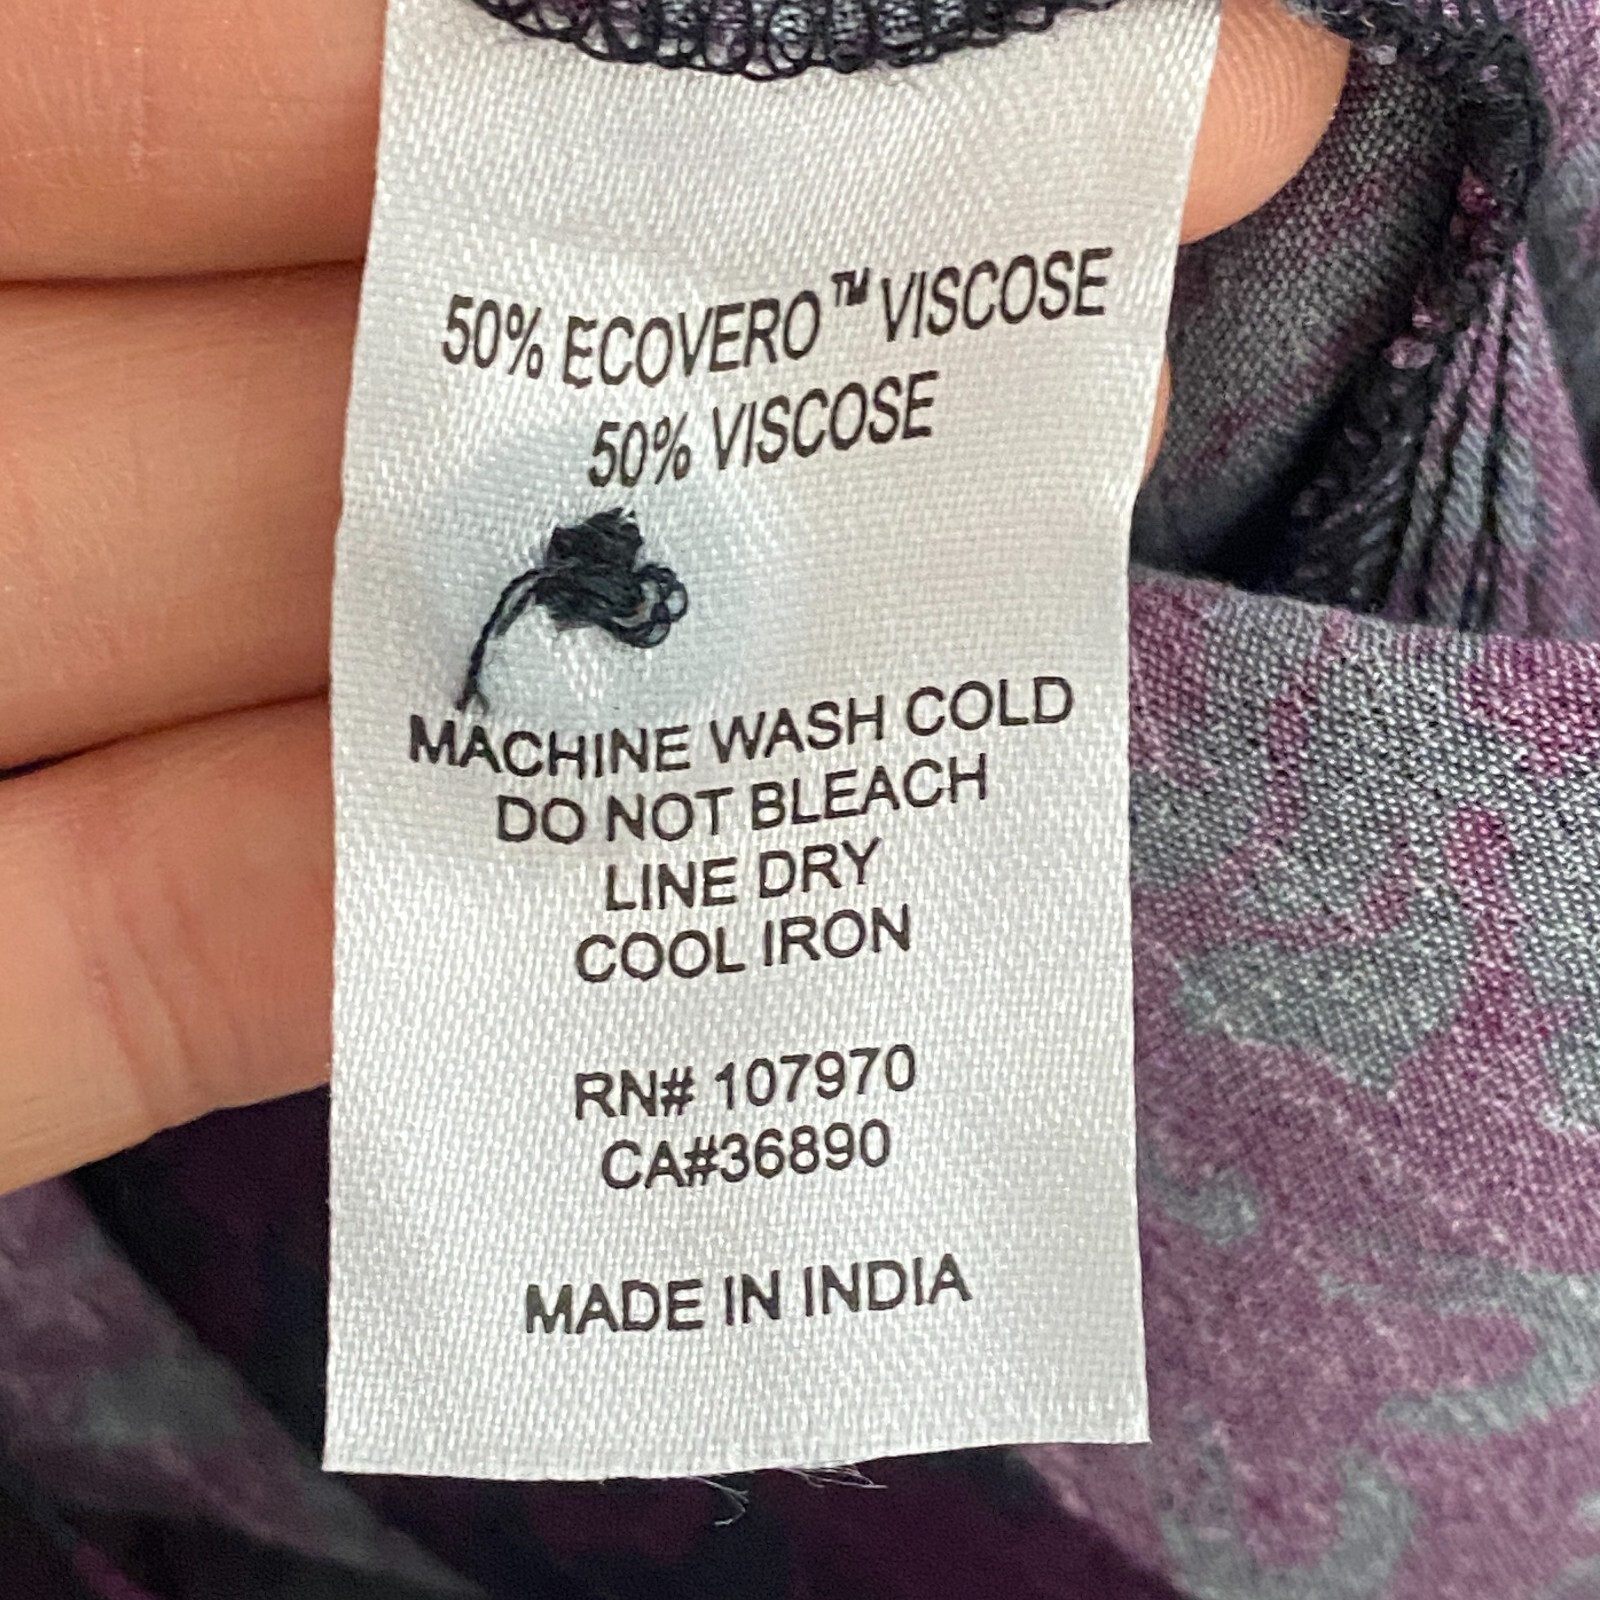 50% ECOVERO™ VISCOSE
50% VISCOSE
MACHINE WASH COLD
DO NOT BLEACH
LINE DRY
COOL IRON
RN# 107970
CA#36890
MADE IN INDIA